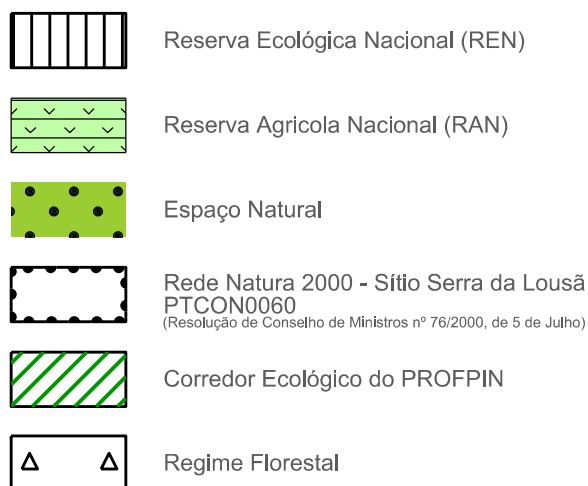 Reserva Ecológica Nacional (REN)
Reserva Agricola Nacional (RAN)
Espaço Natural
Rede Natura 2000 - Sítio Serra da Lousã
PTCON0060
(Resolução de Conselho de Ministros nº 76/2000, de 5 de Julho)
Corredor Ecológico do PROFPIN
Regime Florestal